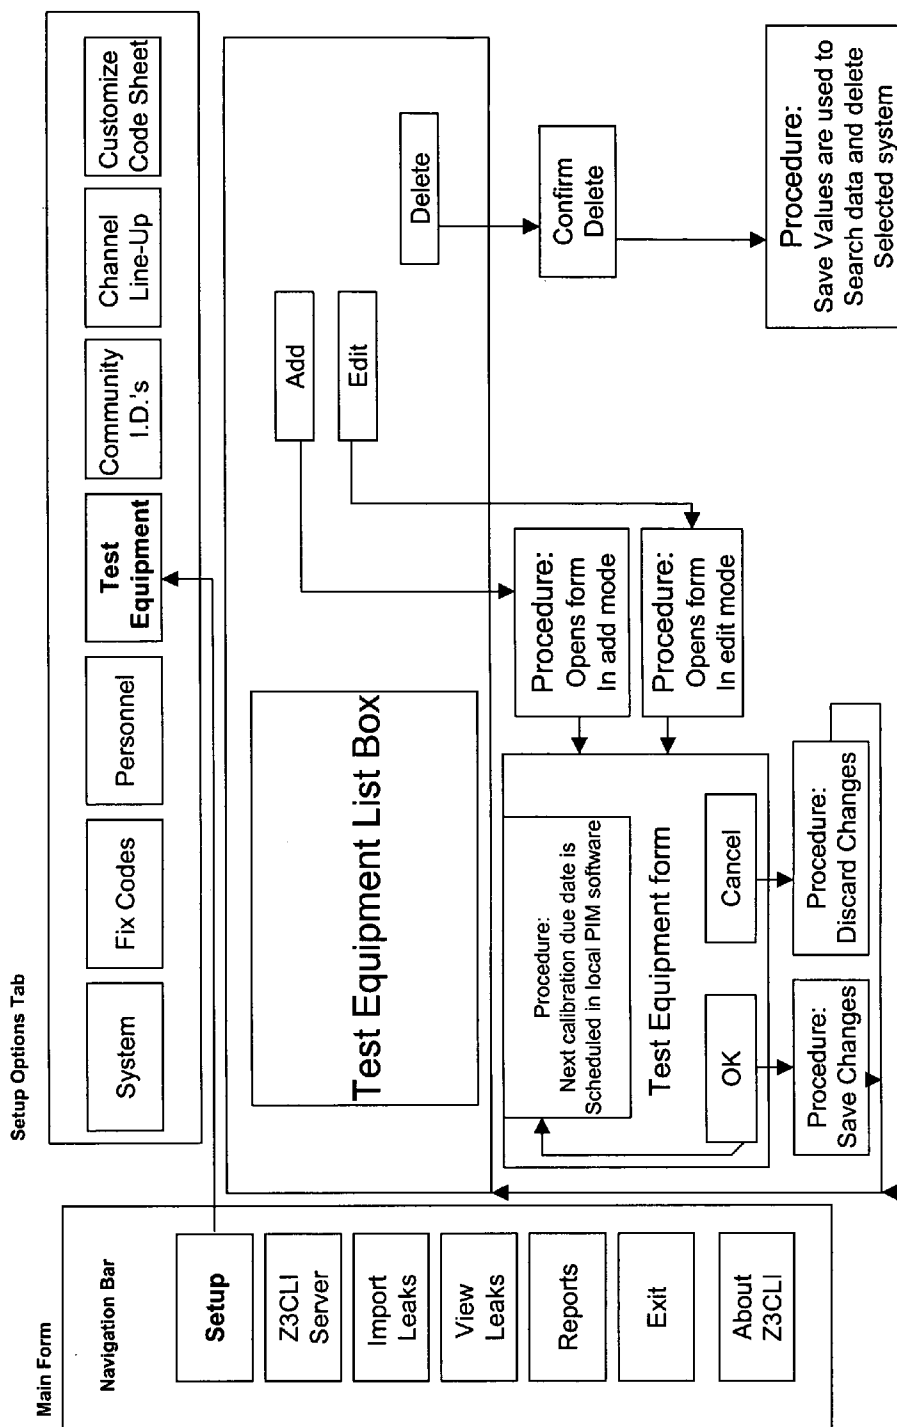 Main Form
Navigation Bar
Setup
Z3CLI
Server
Import
Leaks
View
Leaks
Reports
Exit
About
Z3CLI
Setup Options Tab
System
Fix Codes
Personnel
Test
Equipment
Community
I.D.'s
Channel
Line-Up
Customize
Code Sheet
Test Equipment List Box
Add
Edit
Delete
Procedure:
Opens form
In add mode
Procedure:
Opens form
In edit mode
Confirm
Delete
Procedure:
Next calibration due date is
Scheduled in local PIM software
Test Equipment form
OK
Cancel
Procedure:
Save Changes
Procedure:
Discard Changes
Procedure:
Save Values are used to
Search data and delete
Selected system